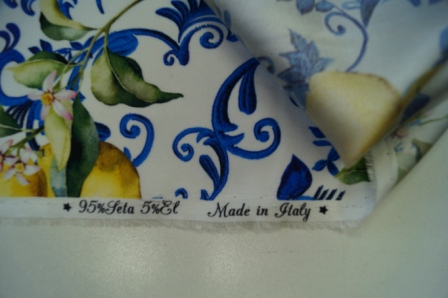 ★ 95%Seta 5%El Made in Italy ★